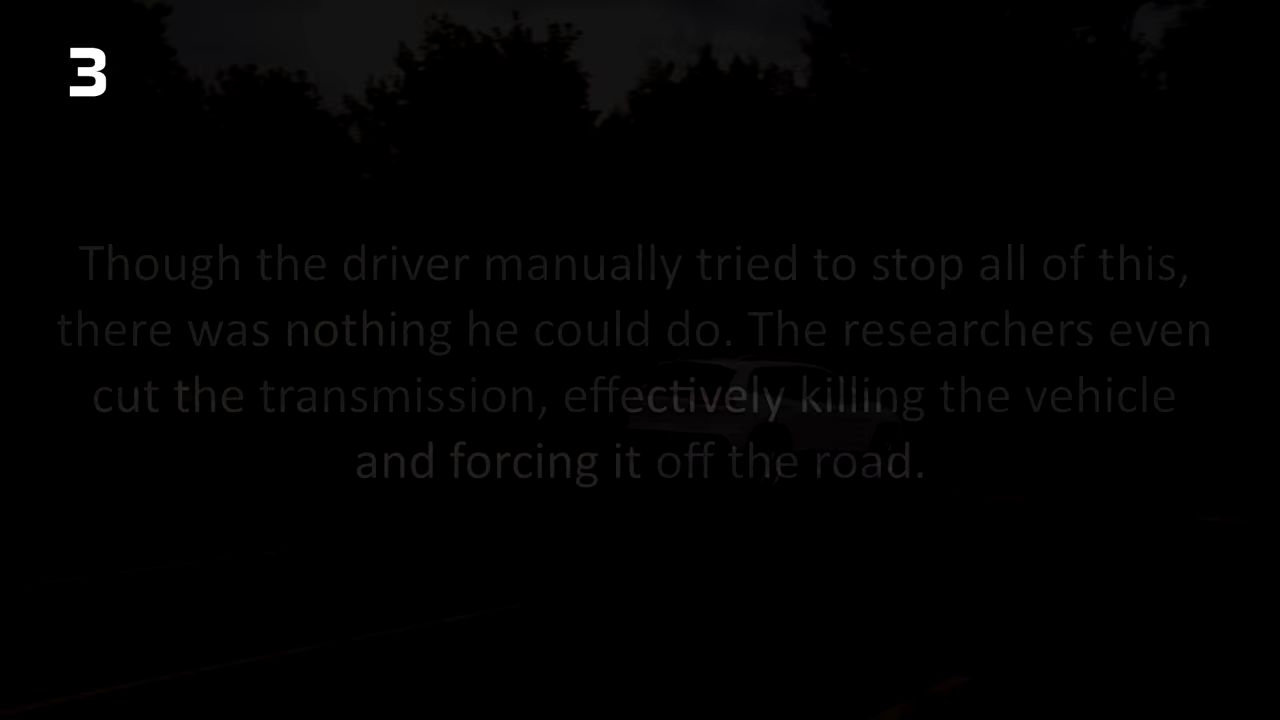 3
Though the driver manually tried to stop all of this,
there was nothing he could do. The researchers even
cut the transmission, effectively killing the vehicle
and forcing it off the road.